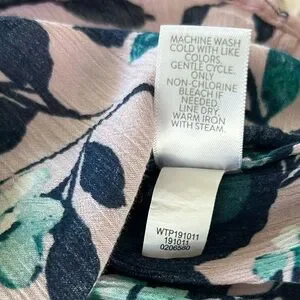 MACHINE WASH
COLD WITH LIKE
COLORS.
GENTLE CYCLE.
ONLY
NON-CHLORINE
BLEACH IF
NEEDED.
LINE DRY.
WARM IRON
WITH STEAM.
WTP191011
191011
0206580